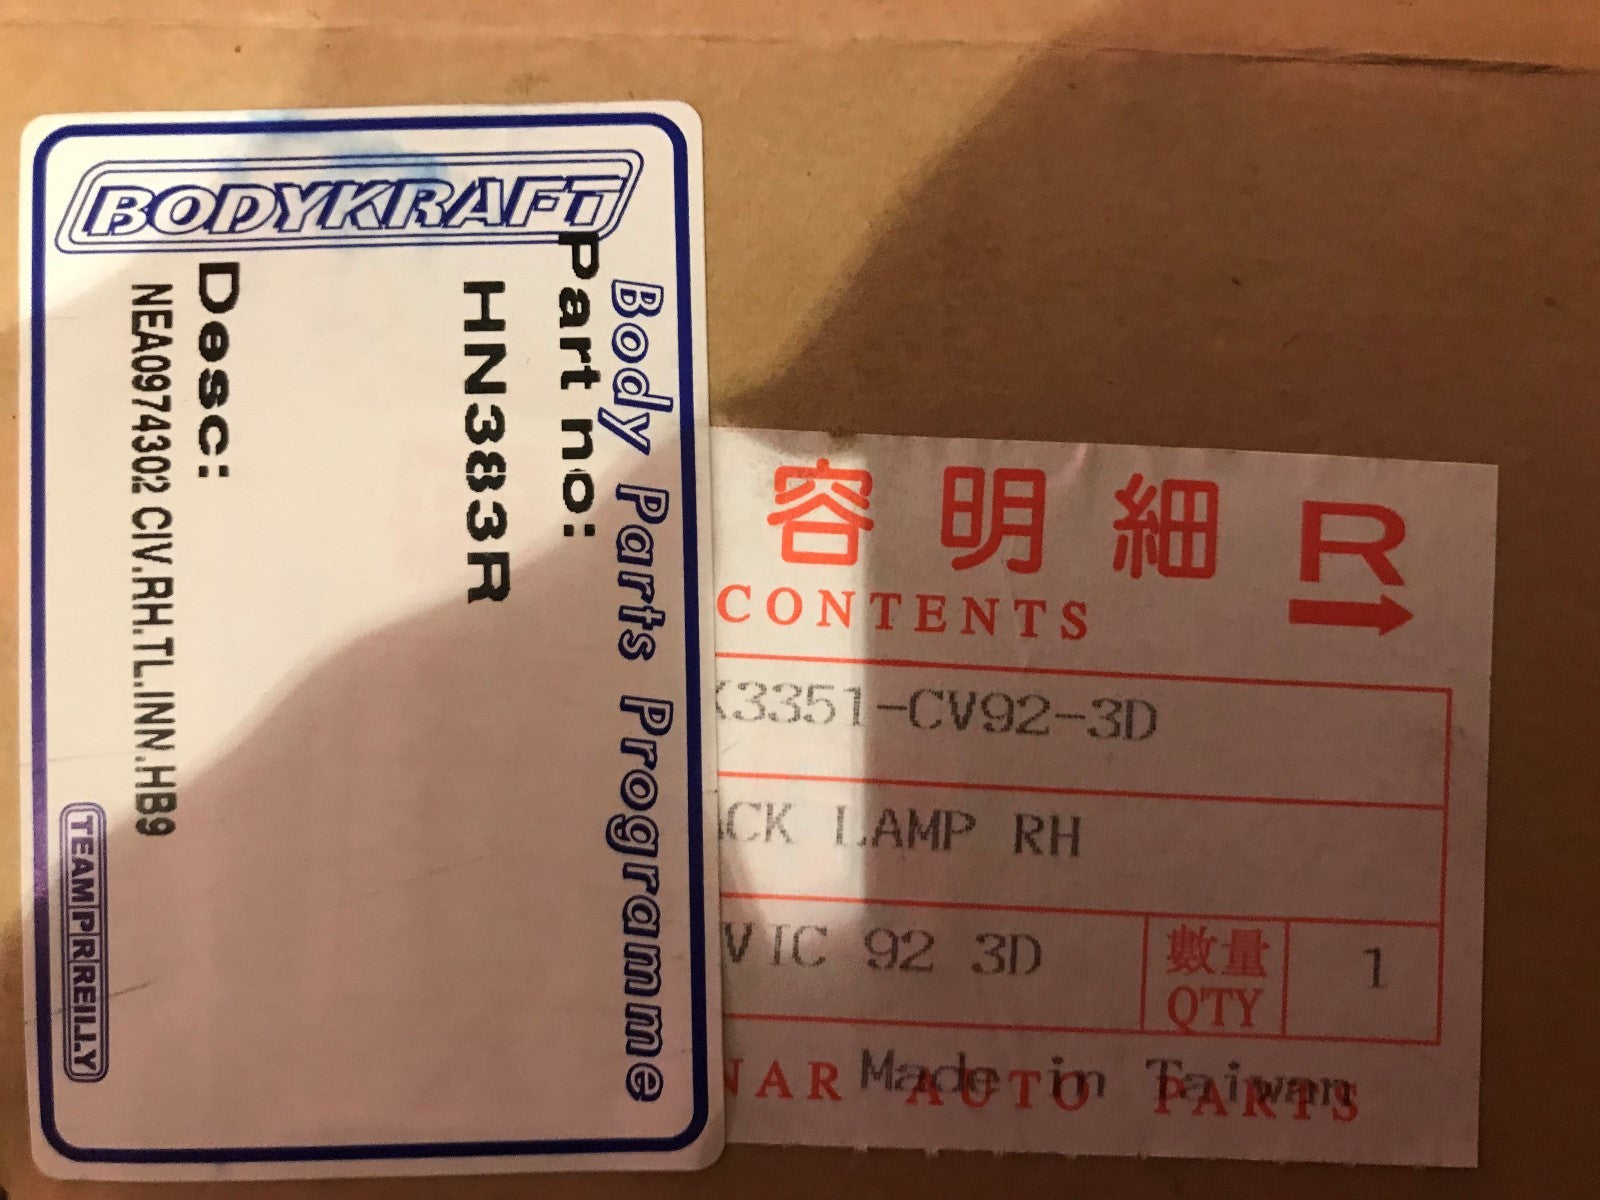 BODYKRAFT
Body Parts Programme
Part no:
HN383R
Desc:
NEA0974302 CIV.RH.TL.INN.HB9
TEAM PR REILLY
容明細 R
CONTENTS
3351-CV92-3D
CK LAMP RH
VIC 92 3D
數量
Q'TY
1
NAR AUTO PARTS
Made in Taiwan